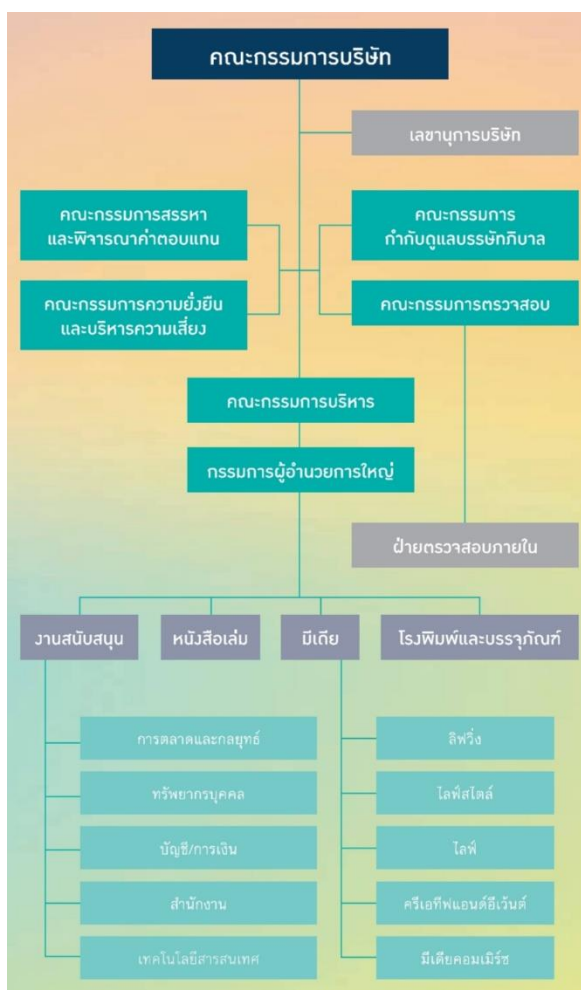 คณะกรรมการบริษัท
เลขานุการบริษัท
คณะกรรมการสรรหา
และพิจารณาค่าตอบแทน
คณะกรรมการ
กำกับดูแลบรรษัทภิบาล
คณะกรรมการความยั่งยืน
และบริหารความเสี่ยง
คณะกรรมการตรวจสอบ
คณะกรรมการบริหาร
กรรมการผู้อำนวยการใหญ่
ฝ่ายตรวจสอบภายใน
งานสนับสนุน
หนังสือเล่ม
มีเดีย
โรงพิมพ์และบรรจุภัณฑ์
การตลาดและกลยุทธ์
ทรัพยากรบุคคล
บัญชี/การเงิน
สำนักงาน
เทคโนโลยีสารสนเทศ
ลิฟวิ่ง
ไลฟ์สไตล์
ไลฟ์
ครีเอทีฟแอนด์อีเว้นต์
มีเดียคอมเมิร์ซ